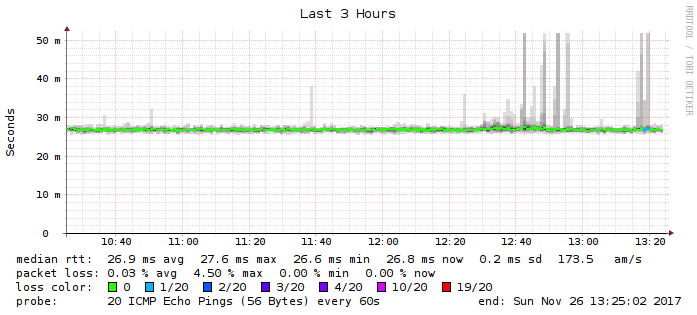 Last 3 Hours
RRDTOOL / TOBI OETIKER
Seconds
50 m
40 m
30 m
20 m
10 m
0
10:40 11:00 11:20 11:40 12:00 12:20 12:40 13:00 13:20
median rtt: 26.9 ms avg 27.6 ms max 26.6 ms min 26.8 ms now 0.2 ms sd 173.5 am/s
packet loss: 0.03 % avg 4.50 % max 0.00 % min 0.00 % now
loss color: 0 1/20 2/20 3/20 4/20 10/20 19/20
probe: 20 ICMP Echo Pings (56 Bytes) every 60s end: Sun Nov 26 13:25:02 2017